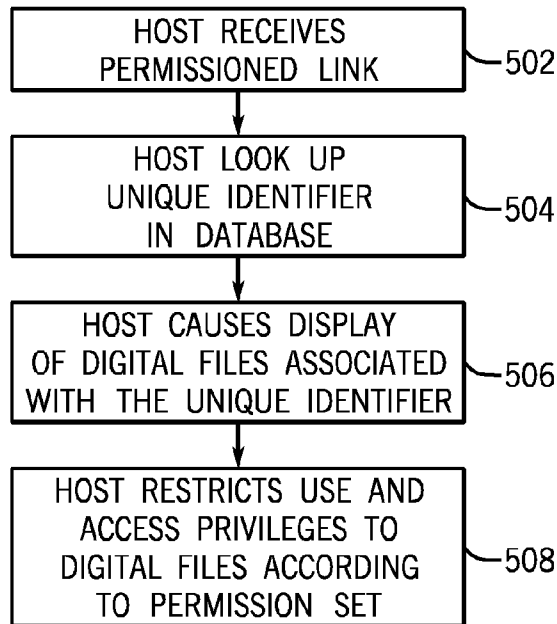 HOST RECEIVES
PERMISSIONED LINK
502
HOST LOOK UP
UNIQUE IDENTIFIER
IN DATABASE
504
HOST CAUSES DISPLAY
OF DIGITAL FILES ASSOCIATED
WITH THE UNIQUE IDENTIFIER
506
HOST RESTRICTS USE AND
ACCESS PRIVILEGES TO
DIGITAL FILES ACCORDING
TO PERMISSION SET
508